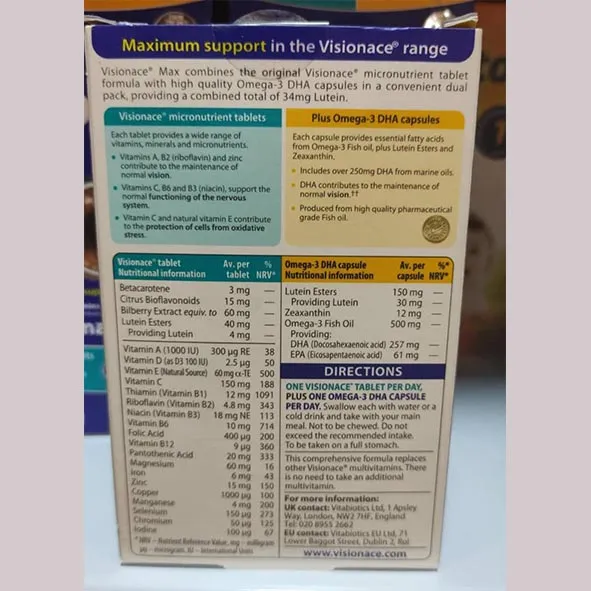 Maximum support in the Visionace® range
Visionace® Max combines the original Visionace® micronutrient tablet
formula with high quality Omega-3 DHA capsules in a convenient dual
pack, providing a combined total of 34mg Lutein.
Visionace® micronutrient tablets
Each tablet provides a wide range of
vitamins, minerals and micronutrients.
• Vitamins A, B2 (riboflavin) and zinc
contribute to the maintenance of
normal vision.
• Vitamins C, B6 and B3 (niacin), support the
normal functioning of the nervous
system.
• Vitamin C and natural vitamin E contribute
to the protection of cells from oxidative
stress.
Plus Omega-3 DHA capsules
Each capsule provides essential fatty acids
from Omega-3 Fish oil, plus Lutein Esters and
Zeaxanthin.
• Includes over 250mg DHA from marine oils.
• DHA contributes to the maintenance of
normal vision.††
• Produced from high quality pharmaceutical
grade Fish oil.
Visionace® tablet Av. per %
Nutritional information tablet NRV*
Betacarotene 3 mg —
Citrus Bioflavonoids 15 mg —
Bilberry Extract equiv. to 60 mg —
Lutein Esters 40 mg —
Providing Lutein 4 mg —
Vitamin A (1000 IU) 300 µg RE 38
Vitamin D (as D3 100 IU) 2.5 µg 50
Vitamin E (Natural Source) 60 mg α-TE 500
Vitamin C 150 mg 188
Thiamin (Vitamin B1) 12 mg 1091
Riboflavin (Vitamin B2) 4.8 mg 343
Niacin (Vitamin B3) 18 mg NE 113
Vitamin B6 10 mg 714
Folic Acid 400 µg 200
Vitamin B12 9 µg 360
Pantothenic Acid 20 mg 333
Magnesium 60 mg 16
Iron 6 mg 43
Zinc 15 mg 150
Copper 1000 µg 100
Manganese 4 mg 200
Selenium 150 µg 273
Chromium 50 µg 125
Iodine 100 µg 67
* NRV – Nutrient Reference Value, mg – milligram
µg – microgram, IU – International Units
Omega-3 DHA capsule Av. per %*
Nutritional information capsule NRV*
Lutein Esters 150 mg —
Providing Lutein 30 mg —
Zeaxanthin 12 mg —
Omega-3 Fish Oil 500 mg —
Providing:
DHA (Docosahexaenoic acid) 257 mg —
EPA (Eicosapentaenoic acid) 61 mg —
DIRECTIONS
ONE VISIONACE® TABLET PER DAY,
PLUS ONE OMEGA-3 DHA CAPSULE
PER DAY. Swallow each with water or a
cold drink and take with your main
meal. Not to be chewed. Do not
exceed the recommended intake.
To be taken on a full stomach.
This comprehensive formula replaces
other Visionace® multivitamins. There
is no need to take an additional
multivitamin.
For more information:
UK contact: Vitabiotics Ltd, 1 Apsley
Way, London, NW2 7HF, England
Tel: 020 8955 2662
EU contact: Vitabiotics EU Ltd, 71
Lower Baggot Street, Dublin 2, RoI.
www.visionace.com